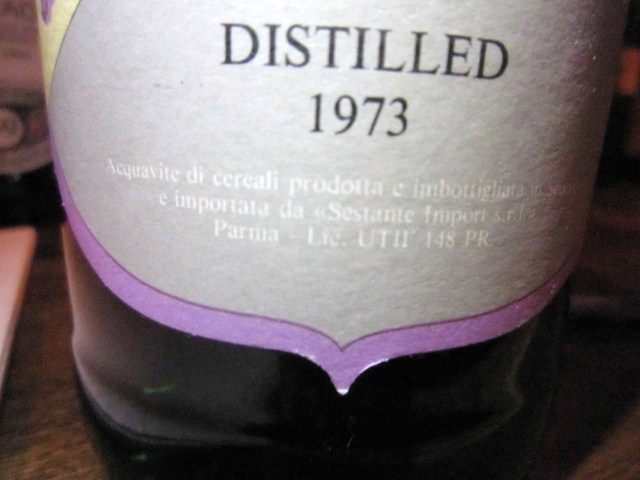 DISTILLED
1973
Acquavite di cereali prodotta e imbottigliata in
e importata da «Sestante Import s.r.l.»
Parma - Lic. UTIF 148 PR